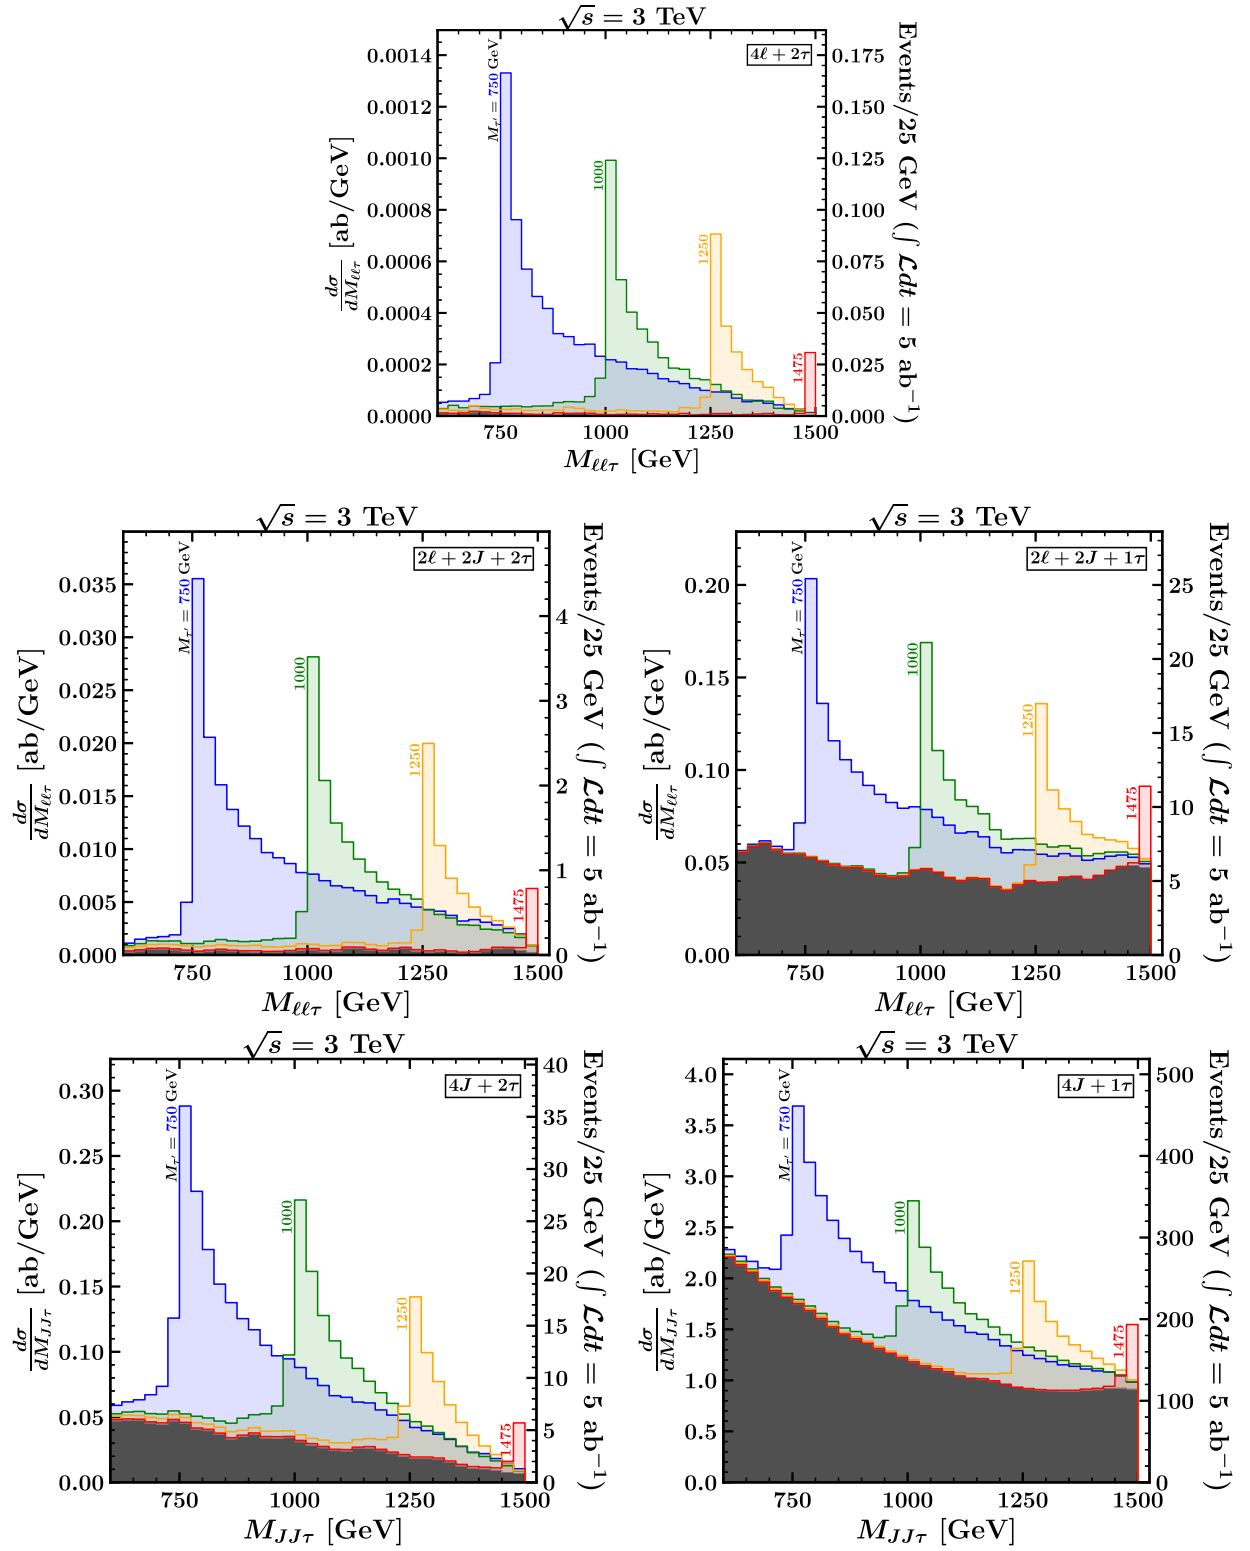 √s = 3 TeV
4ℓ + 2τ
M_τ′ = 750 GeV
1000
1250
1475
dσ/dM_ℓℓτ [ab/GeV]
0.0014
0.0012
0.0010
0.0008
0.0006
0.0004
0.0002
0.0000
0.175
0.150
0.125
0.100
0.075
0.050
0.025
0.000
Events/25 GeV (∫ ℒdt = 5 ab⁻¹)
750 1000 1250 1500
M_ℓℓτ [GeV]
√s = 3 TeV
2ℓ + 2J + 2τ
M_τ′ = 750 GeV
1000
1250
1475
dσ/dM_ℓℓτ [ab/GeV]
0.035
0.030
0.025
0.020
0.015
0.010
0.005
0.000
4
3
2
1
0
Events/25 GeV (∫ ℒdt = 5 ab⁻¹)
750 1000 1250 1500
M_ℓℓτ [GeV]
√s = 3 TeV
2ℓ + 2J + 1τ
M_τ′ = 750 GeV
1000
1250
1475
dσ/dM_ℓℓτ [ab/GeV]
0.20
0.15
0.10
0.05
0.00
25
20
15
10
5
0
Events/25 GeV (∫ ℒdt = 5 ab⁻¹)
750 1000 1250 1500
M_ℓℓτ [GeV]
√s = 3 TeV
4J + 2τ
M_τ′ = 750 GeV
1000
1250
1475
dσ/dM_JJτ [ab/GeV]
0.30
0.25
0.20
0.15
0.10
0.05
0.00
40
35
30
25
20
15
10
5
0
Events/25 GeV (∫ ℒdt = 5 ab⁻¹)
750 1000 1250 1500
M_JJτ [GeV]
√s = 3 TeV
4J + 1τ
M_τ′ = 750 GeV
1000
1250
1475
dσ/dM_JJτ [ab/GeV]
4.0
3.5
3.0
2.5
2.0
1.5
1.0
0.5
0.0
500
400
300
200
100
0
Events/25 GeV (∫ ℒdt = 5 ab⁻¹)
750 1000 1250 1500
M_JJτ [GeV]